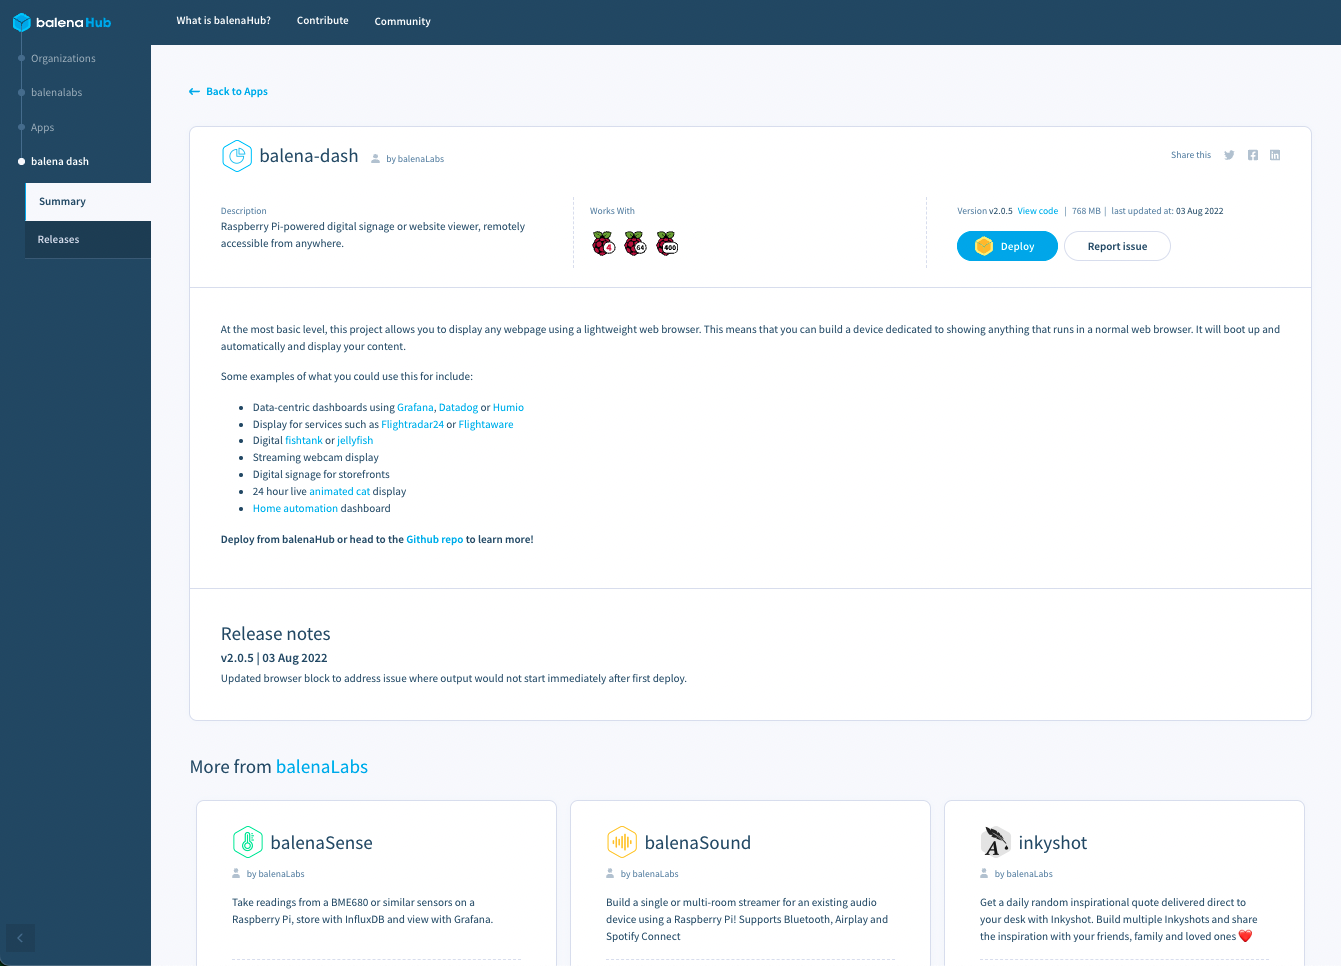 balenaHub
What is balenaHub?
Contribute
Community
Organizations
balenalabs
Apps
balena dash
Summary
Releases
← Back to Apps
balena-dash
by balenaLabs
Share this
Description
Raspberry Pi-powered digital signage or website viewer, remotely
accessible from anywhere.
Works With
4
64
400
Version v2.0.5 View code | 768 MB | last updated at: 03 Aug 2022
Deploy
Report issue
At the most basic level, this project allows you to display any webpage using a lightweight web browser. This means that you can build a device dedicated to showing anything that runs in a normal web browser. It will boot up and
automatically and display your content.
Some examples of what you could use this for include:
• Data-centric dashboards using Grafana, Datadog or Humio
• Display for services such as Flightradar24 or Flightaware
• Digital fishtank or jellyfish
• Streaming webcam display
• Digital signage for storefronts
• 24 hour live animated cat display
• Home automation dashboard
Deploy from balenaHub or head to the Github repo to learn more!
Release notes
v2.0.5 | 03 Aug 2022
Updated browser block to address issue where output would not start immediately after first deploy.
More from balenaLabs
balenaSense
by balenaLabs
Take readings from a BME680 or similar sensors on a
Raspberry Pi, store with InfluxDB and view with Grafana.
balenaSound
by balenaLabs
Build a single or multi-room streamer for an existing audio
device using a Raspberry Pi! Supports Bluetooth, Airplay and
Spotify Connect
A
inkyshot
by balenaLabs
Get a daily random inspirational quote delivered direct to
your desk with Inkyshot. Build multiple Inkyshots and share
the inspiration with your friends, family and loved ones ❤️